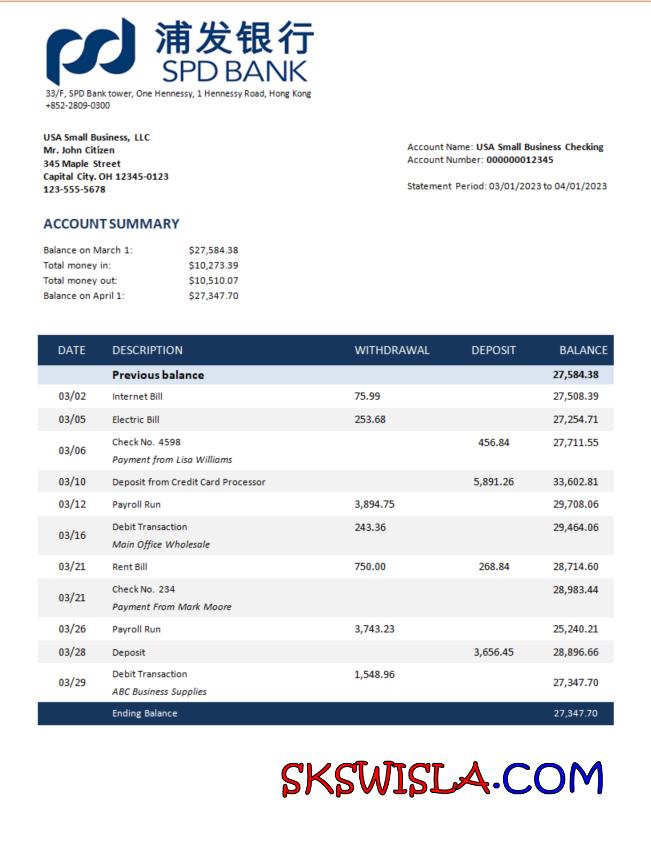 浦发银行
SPD BANK
33/F, SPD Bank tower, One Hennessy, 1 Hennessy Road, Hong Kong
+852-2809-0300
USA Small Business, LLC
Mr. John Citizen
345 Maple Street
Capital City. OH 12345-0123
123-555-5678
Account Name: USA Small Business Checking
Account Number: 000000012345
Statement Period: 03/01/2023 to 04/01/2023
ACCOUNT SUMMARY
Balance on March 1: $27,584.38
Total money in: $10,273.39
Total money out: $10,510.07
Balance on April 1: $27,347.70
DATE DESCRIPTION WITHDRAWAL DEPOSIT BALANCE
Previous balance 27,584.38
03/02 Internet Bill 75.99 27,508.39
03/05 Electric Bill 253.68 27,254.71
03/06 Check No. 4598 456.84 27,711.55
Payment from Lisa Williams
03/10 Deposit from Credit Card Processor 5,891.26 33,602.81
03/12 Payroll Run 3,894.75 29,708.06
03/16 Debit Transaction 243.36 29,464.06
Main Office Wholesale
03/21 Rent Bill 750.00 268.84 28,714.60
03/21 Check No. 234 28,983.44
Payment From Mark Moore
03/26 Payroll Run 3,743.23 25,240.21
03/28 Deposit 3,656.45 28,896.66
03/29 Debit Transaction 1,548.96 27,347.70
ABC Business Supplies
Ending Balance 27,347.70
SKSWISLA.COM